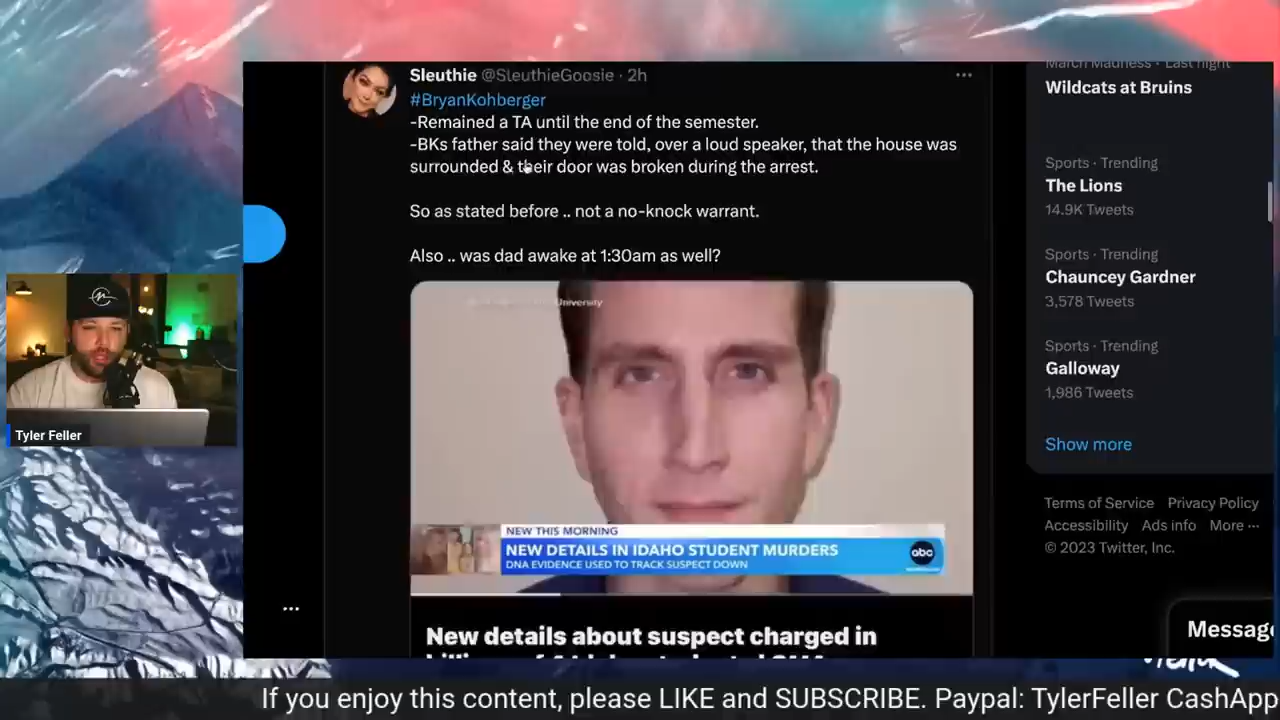 Sleuthie @SleuthieGoosie · 2h
#BryanKohberger
-Remained a TA until the end of the semester.
-BKs father said they were told, over a loud speaker, that the house was
surrounded & their door was broken during the arrest.
So as stated before .. not a no-knock warrant.
Also .. was dad awake at 1:30am as well?
University
NEW THIS MORNING
NEW DETAILS IN IDAHO STUDENT MURDERS
DNA EVIDENCE USED TO TRACK SUSPECT DOWN
abc
New details about suspect charged in
March Madness · Last night
Wildcats at Bruins
Sports · Trending
The Lions
14.9K Tweets
Sports · Trending
Chauncey Gardner
3,578 Tweets
Sports · Trending
Galloway
1,986 Tweets
Show more
Terms of Service Privacy Policy
Accessibility Ads info More ···
© 2023 Twitter, Inc.
Message
Tyler Feller
If you enjoy this content, please LIKE and SUBSCRIBE. Paypal: TylerFeller CashApp